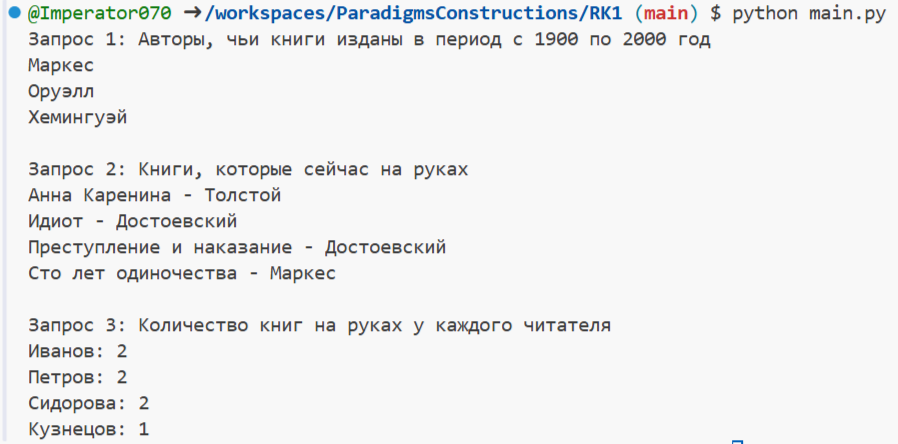 @Imperator070 →/workspaces/ParadigmsConstructions/RK1 (main) $ python main.py
Запрос 1: Авторы, чьи книги изданы в период с 1900 по 2000 год
Маркес
Оруэлл
Хемингуэй

Запрос 2: Книги, которые сейчас на руках
Анна Каренина - Толстой
Идиот - Достоевский
Преступление и наказание - Достоевский
Сто лет одиночества - Маркес

Запрос 3: Количество книг на руках у каждого читателя
Иванов: 2
Петров: 2
Сидорова: 2
Кузнецов: 1